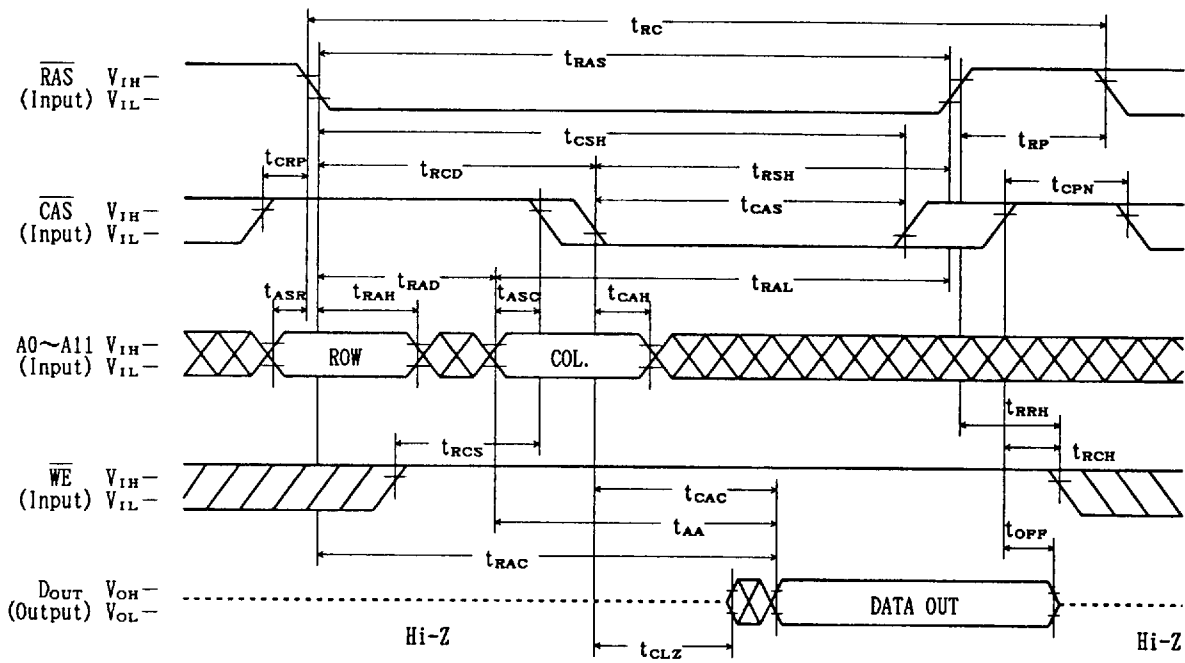 tRC
tRAS
RAS VIH
(Input) VIL
tCSH
tRP
tCRP
tRCD
tRSH
tCPN
tCAS
CAS VIH
(Input) VIL
tRAD
tRAL
tASR
tRAH
tASC
tCAH
A0~A11 VIH
(Input) VIL
ROW
COL.
tRRH
tRCS
tRCH
WE VIH
(Input) VIL
tCAC
tAA
tOFF
tRAC
DOUT VOH
(Output) VOL
DATA OUT
Hi-Z
Hi-Z
tCLZ